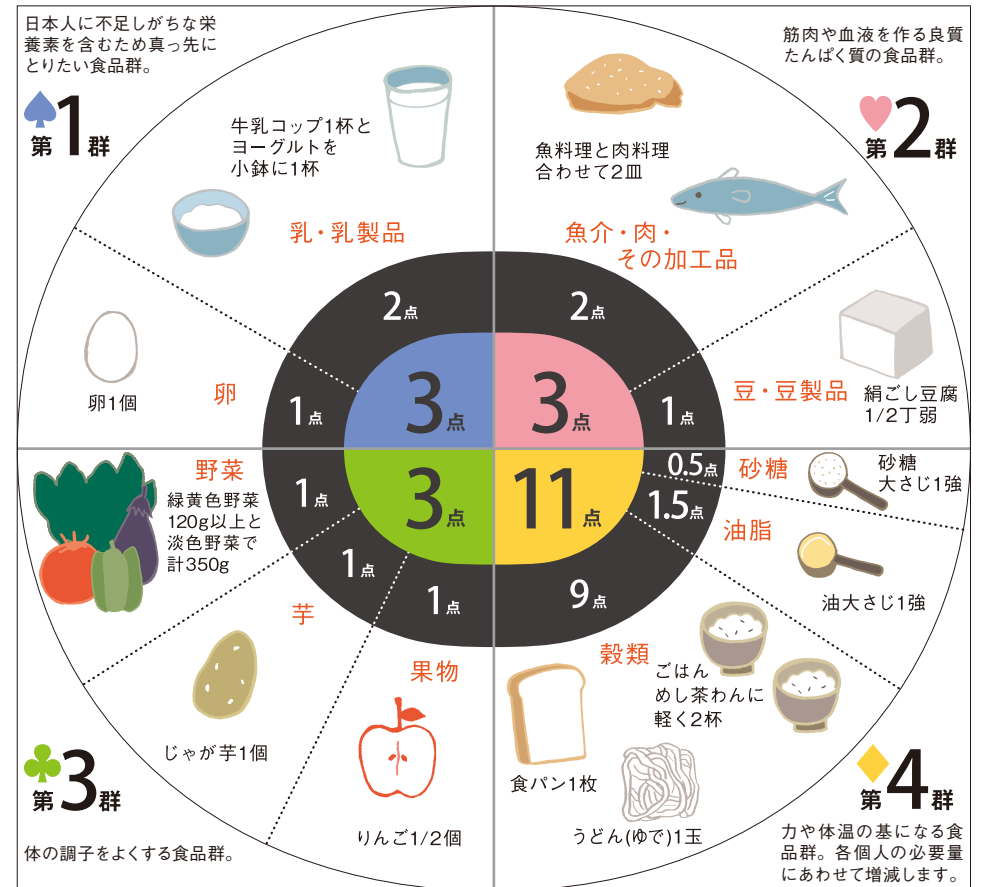 日本人に不足しがちな栄
養素を含むため真っ先に
とりたい食品群。
第1群
牛乳コップ1杯と
ヨーグルトを
小鉢に1杯
乳・乳製品
2点
卵1個
卵
1点
3点
筋肉や血液を作る良質
たんぱく質の食品群。
第2群
魚料理と肉料理
合わせて2皿
魚介・肉・
その加工品
2点
豆・豆製品
絹ごし豆腐
1/2丁弱
1点
3点
野菜
緑黄色野菜
120g以上と
淡色野菜で
計350g
1点
芋
じゃが芋1個
1点
果物
りんご1/2個
1点
3点
第3群
体の調子をよくする食品群。
11点
0.5点
砂糖
砂糖
大さじ1強
1.5点
油脂
油大さじ1強
9点
穀類
ごはん
めし茶わんに
軽く2杯
食パン1枚
うどん(ゆで)1玉
第4群
力や体温の基になる食
品群。各個人の必要量
にあわせて増減します。